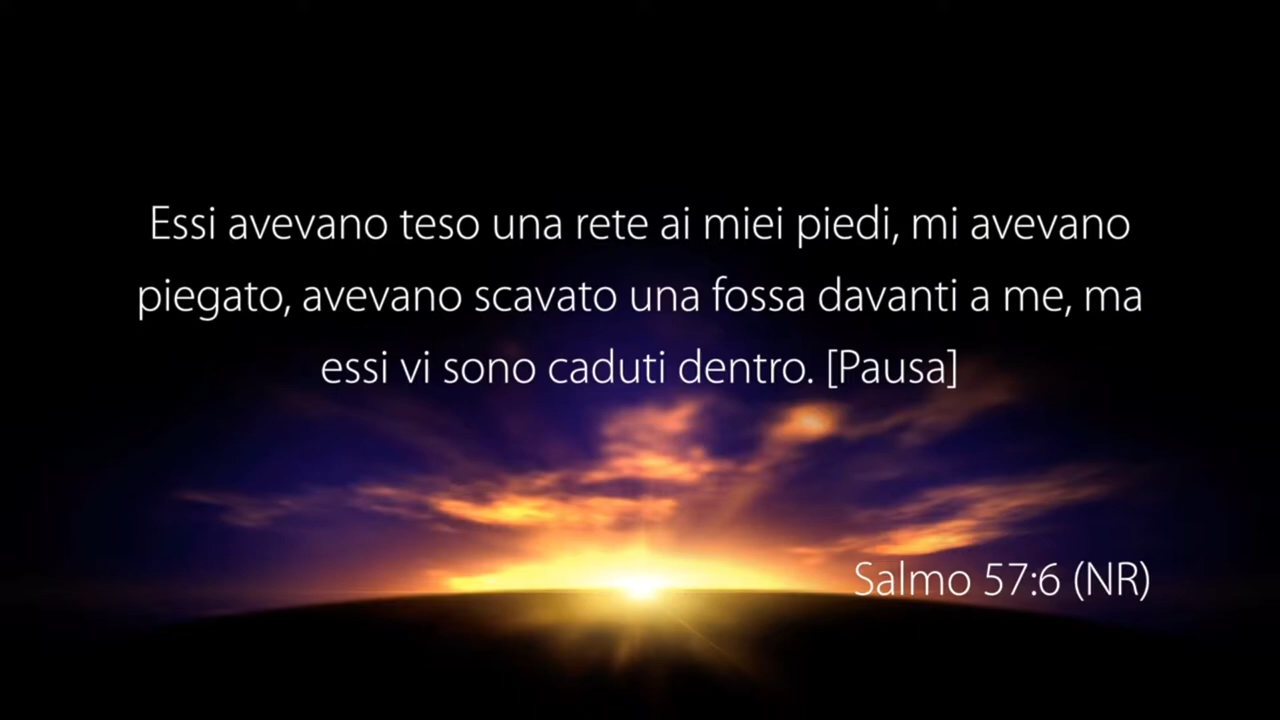 Essi avevano teso una rete ai miei piedi, mi avevano
piegato, avevano scavato una fossa davanti a me, ma
essi vi sono caduti dentro. [Pausa]
Salmo 57:6 (NR)